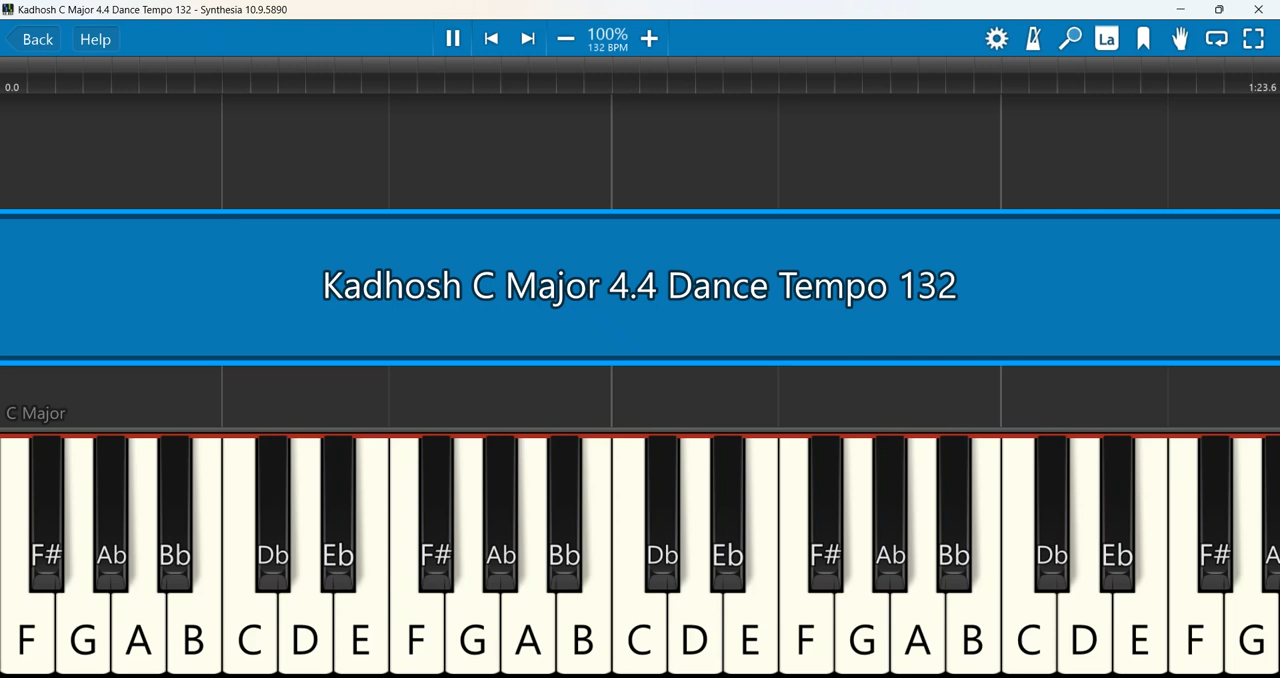 Kadhosh C Major 4.4 Dance Tempo 132 - Synthesia 10.9.5890
Back Help 100% La
132 BPM
0.0 1:23.6
Kadhosh C Major 4.4 Dance Tempo 132
C Major
F# Ab Bb Db Eb F# Ab Bb Db Eb F# Ab Bb Db Eb F# A
F G A B C D E F G A B C D E F G A B C D E F G